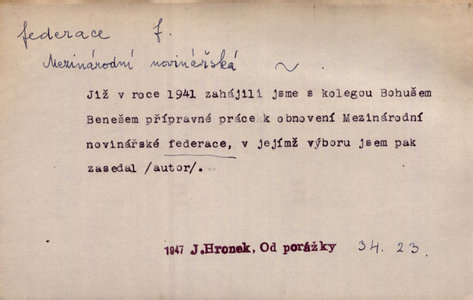 federace f.
Mezinárodní novinářská ~
Již v roce 1941 zahájili jsme s kolegou Bohušem
Benešem přípravné práce k obnovení Mezinárodní
novinářské federace, v jejímž výboru jsem pak
zasedal /autor/.
1947 J.Hronek, Od porážky 34. 23.